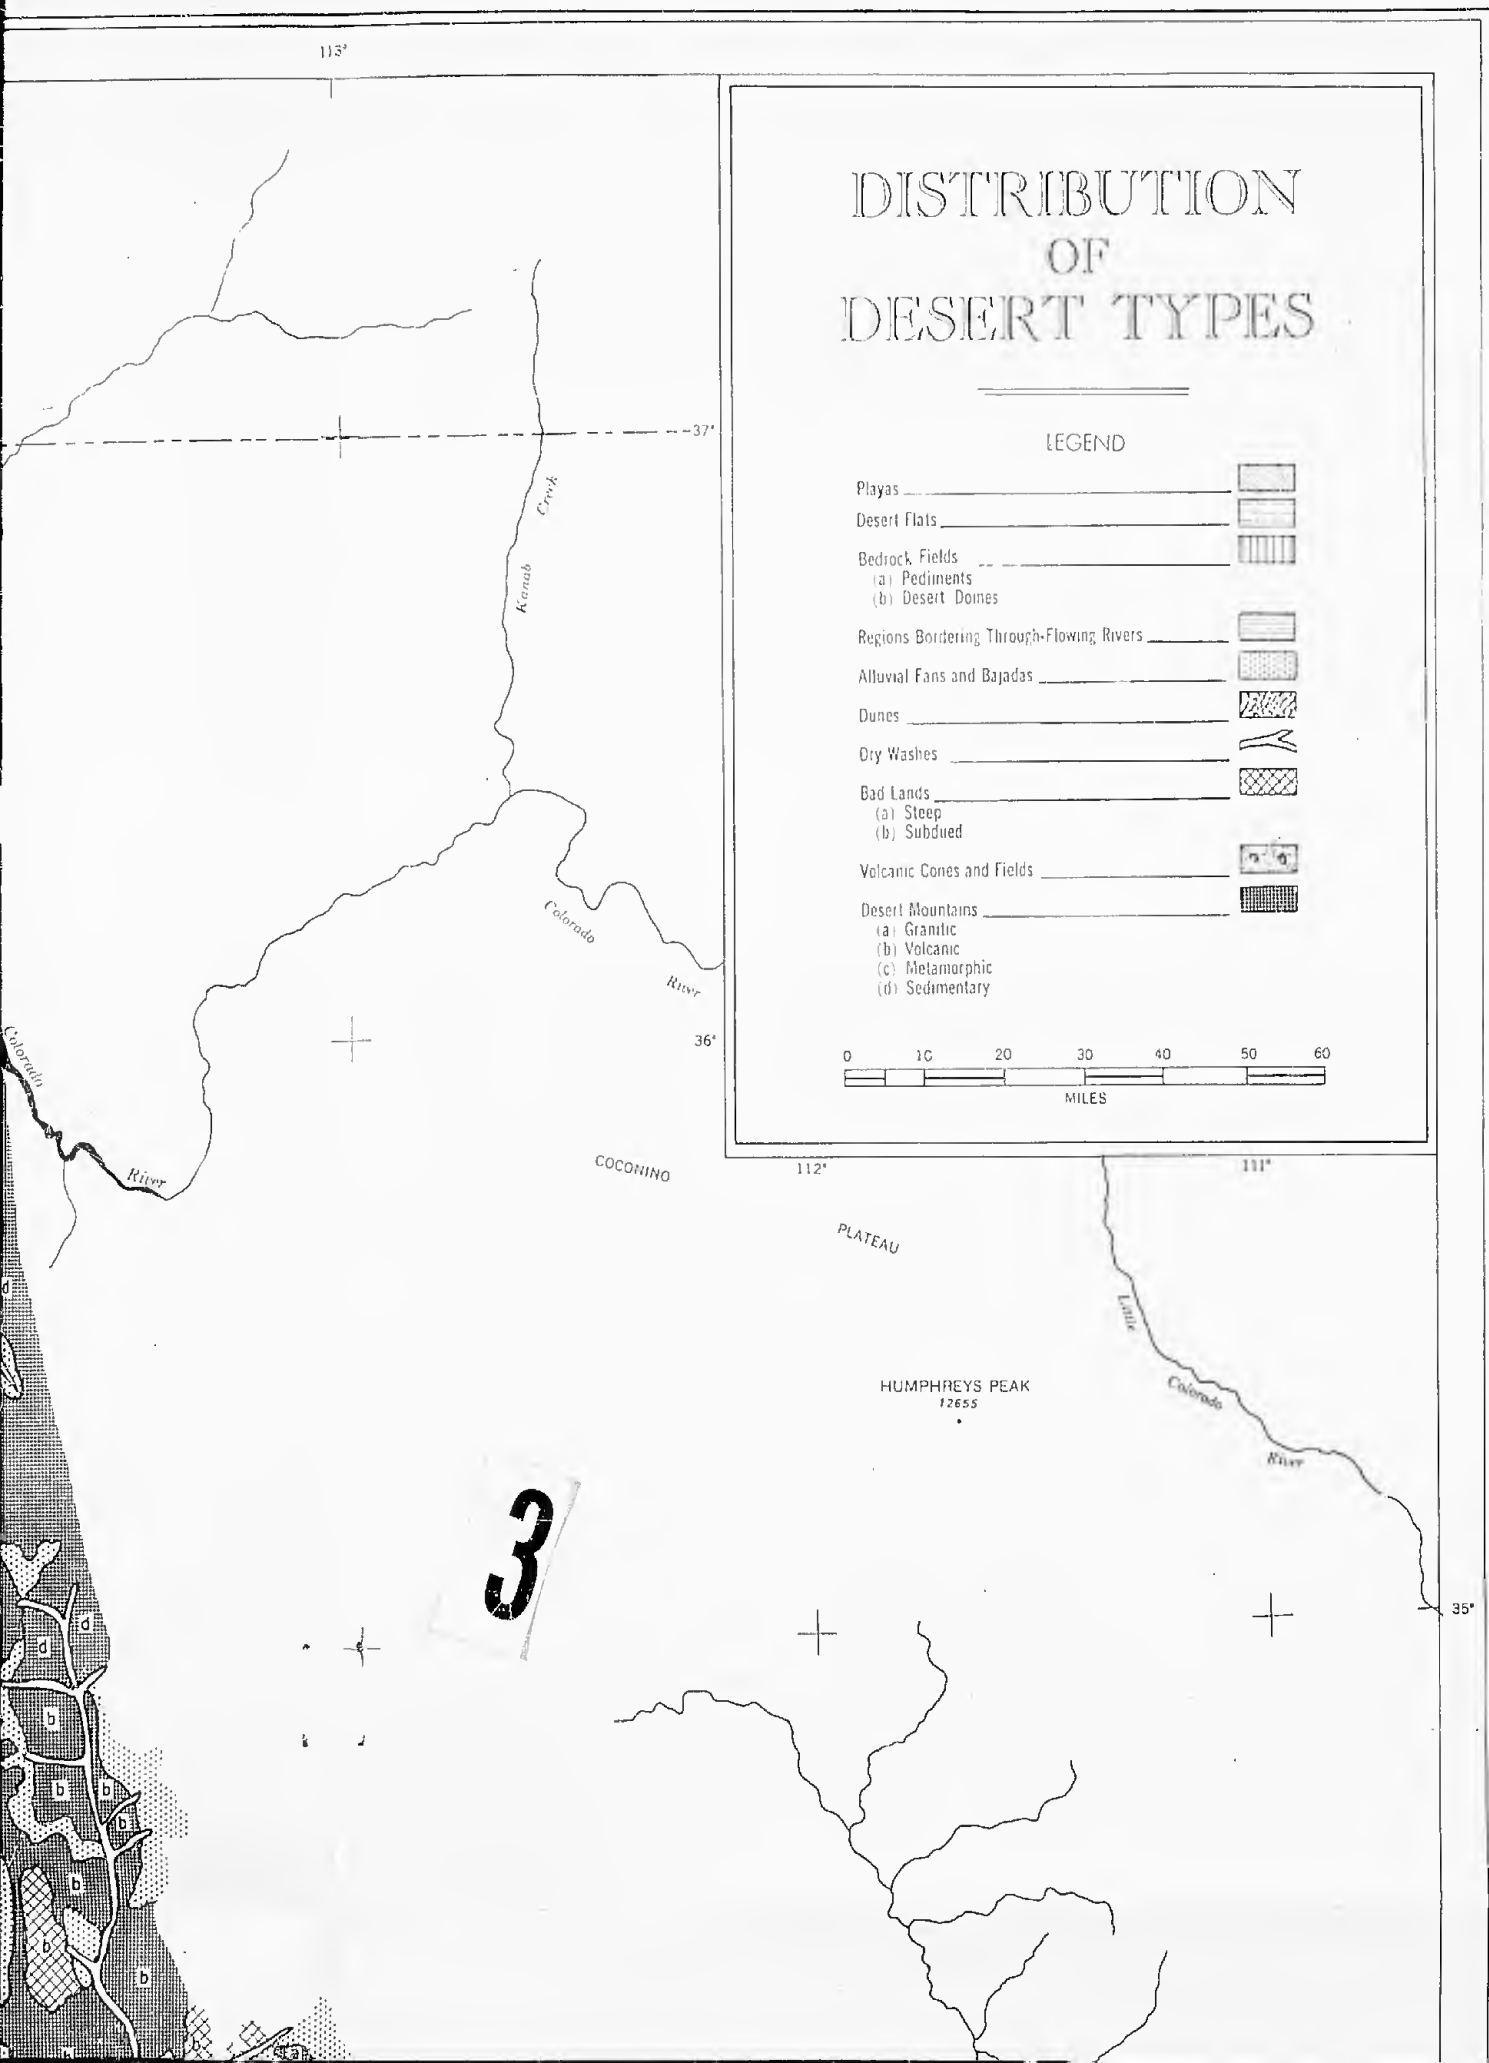 113°
DISTRIBUTION
OF
DESERT TYPES
37°
LEGEND
Playas
Desert Flats
Bedrock Fields
(a) Pediments
(b) Desert Domes
Regions Bordering Through-Flowing Rivers
Alluvial Fans and Bajadas
Dunes
Dry Washes
Bad Lands
(a) Steep
(b) Subdued
Volcanic Cones and Fields
Desert Mountains
(a) Granitic
(b) Volcanic
(c) Metamorphic
(d) Sedimentary
0 10 20 30 40 50 60
MILES
Kanab Creek
Colorado River
36°
Colorado River
COCONINO
PLATEAU
112°
111°
Little Colorado River
HUMPHREYS PEAK
12655
3
35°
d
d
d
b
b
b
b
b
b
b
b
a